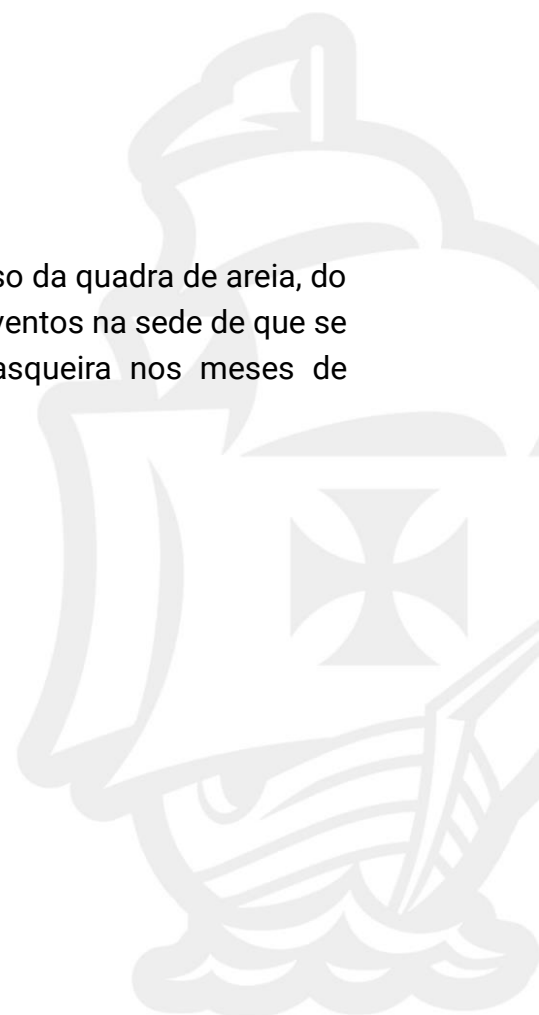 so da quadra de areia, do
ventos na sede de que se
asqueira nos meses de